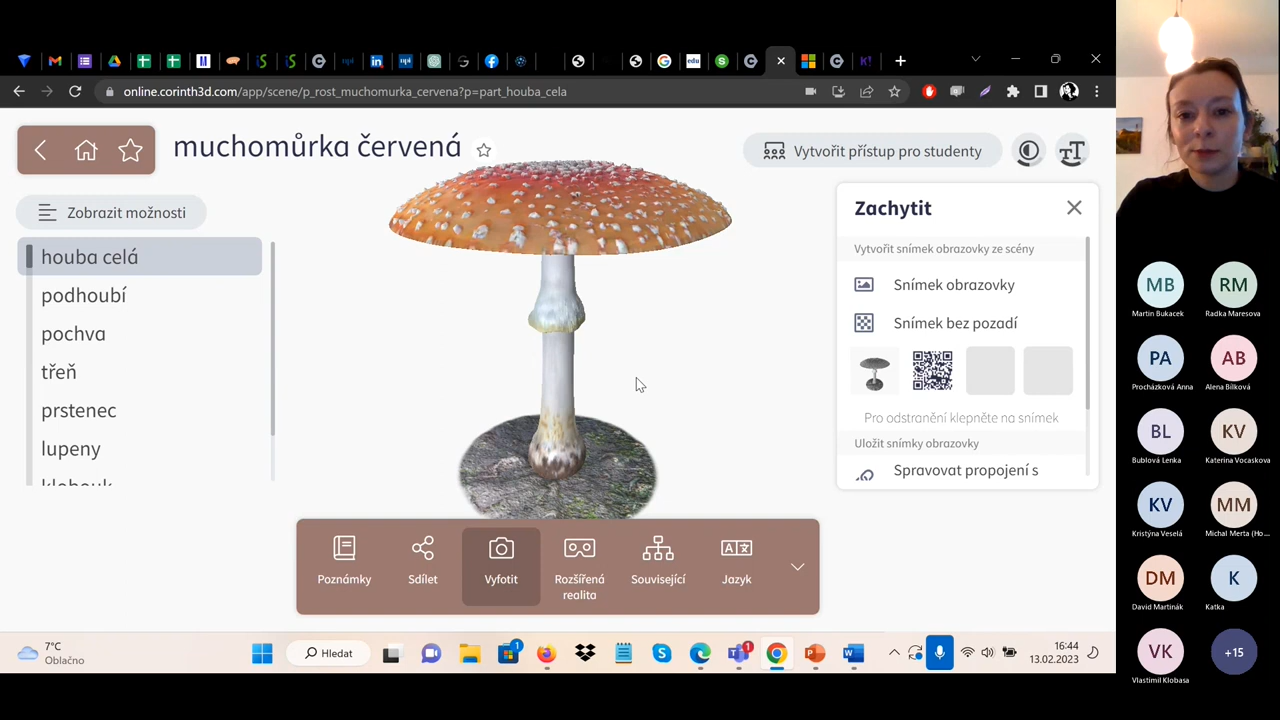 online.corinth3d.com/app/scene/p_rost_muchomurka_cervena?p=part_houba_cela
muchomůrka červená
Vytvořit přístup pro studenty
Zobrazit možnosti
houba celá
podhoubí
pochva
třeň
prstenec
lupeny
klobouk
Zachytit
Vytvořit snímek obrazovky ze scény
Snímek obrazovky
Snímek bez pozadí
Pro odstranění klepněte na snímek
Uložit snímky obrazovky
Spravovat propojení s
Poznámky
Sdílet
Vyfotit
Rozšířená
realita
Související
Jazyk
7°C
Oblačno
Hledat
16:44
13.02.2023
MB
Martin Bukacek
RM
Radka Maresova
PA
Procházková Anna
AB
Alena Bílková
BL
Bublová Lenka
KV
Katerina Vocaskova
KV
Kristýna Veselá
MM
Michal Merta (Ho...
DM
David Martinák
K
Katka
VK
Vlastimil Klobasa
+15